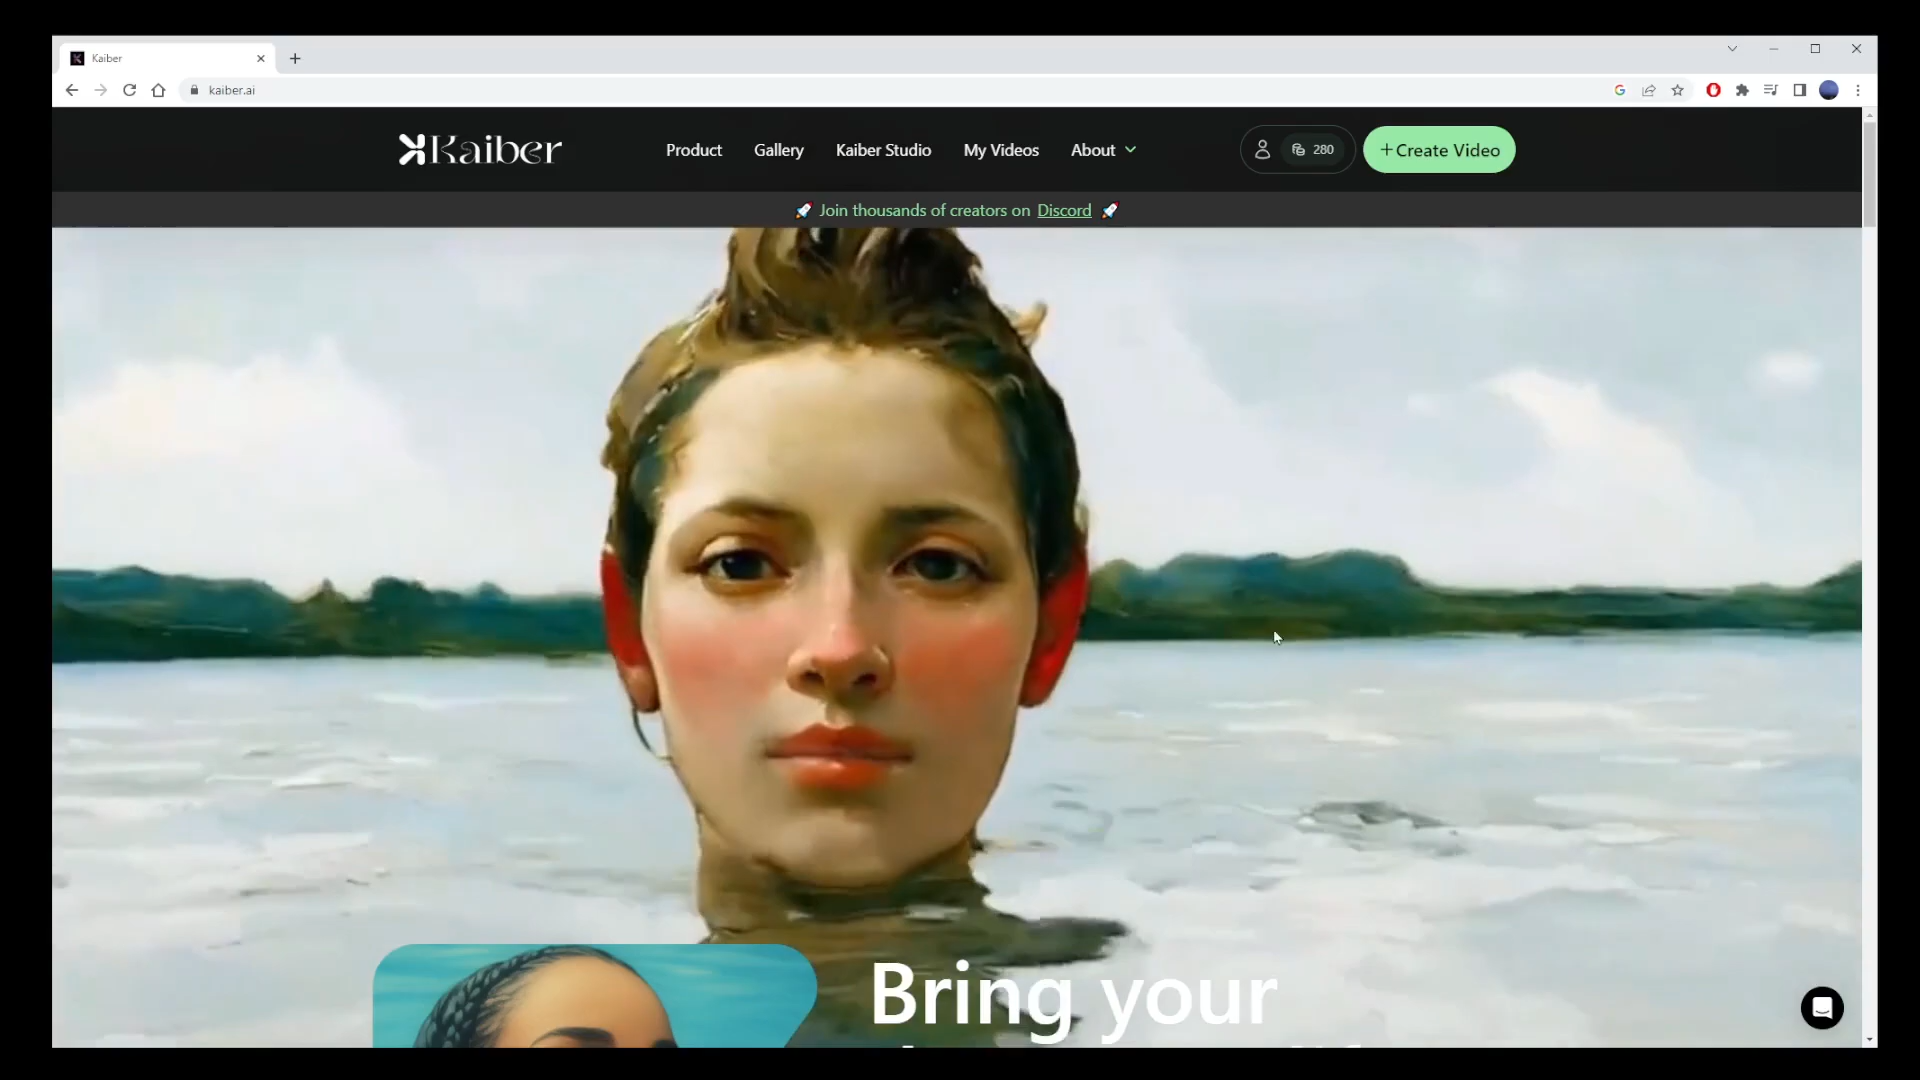 Kaiber
kaiber.ai
Kaiber
Product
Gallery
Kaiber Studio
My Videos
About
280
+Create Video
🚀 Join thousands of creators on Discord 🚀
Bring your